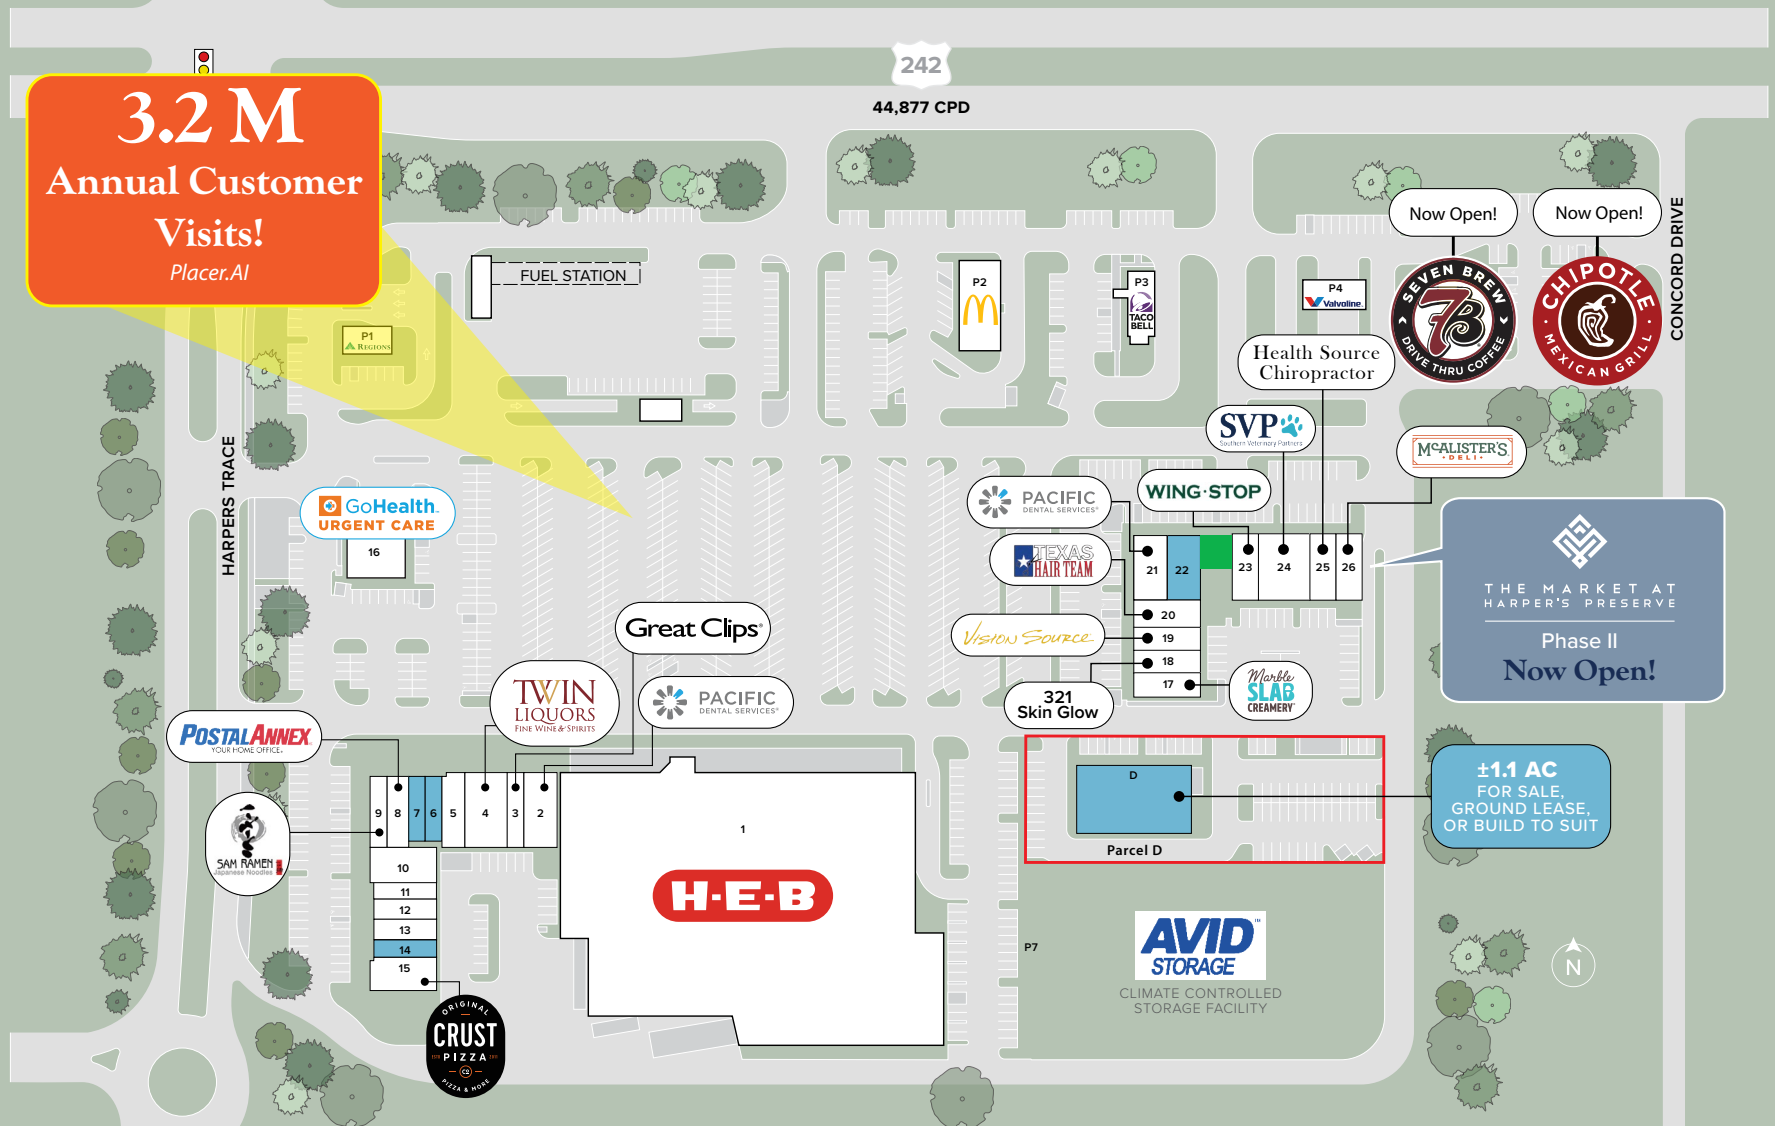 242
44,877 CPD
3.2 M
Annual Customer
Visits!
Placer.AI
FUEL STATION
P1
REGIONS
P2
P3
TACO
BELL
P4
Valvoline.
Now Open!
Now Open!
SEVEN BREW
7B
DRIVE THRU COFFEE
CHIPOTLE
MEXICAN GRILL
CONCORD DRIVE
HARPERS TRACE
Health Source
Chiropractor
SVP
Southern Veterinary Partners
McALISTER'S
DELI
WING·STOP
PACIFIC
DENTAL SERVICES®
TEXAS
HAIR TEAM
VISION SOURCE
321
Skin Glow
Marble
SLAB
CREAMERY
21
22
23
24
25
26
20
19
18
17
THE MARKET AT
HARPER'S PRESERVE
Phase II
Now Open!
GoHealth
URGENT CARE
16
Great Clips®
TWIN
LIQUORS
FINE WINE & SPIRITS
PACIFIC
DENTAL SERVICES®
POSTALANNEX
YOUR HOME OFFICE.
SAM RAMEN
Japanese Noodles
9
8
7
6
5
4
3
2
1
H-E-B
10
11
12
13
14
15
ORIGINAL
CRUST
PIZZA
PIZZA & MORE
D
Parcel D
±1.1 AC
FOR SALE,
GROUND LEASE,
OR BUILD TO SUIT
P7
AVID™
STORAGE
CLIMATE CONTROLLED
STORAGE FACILITY
N